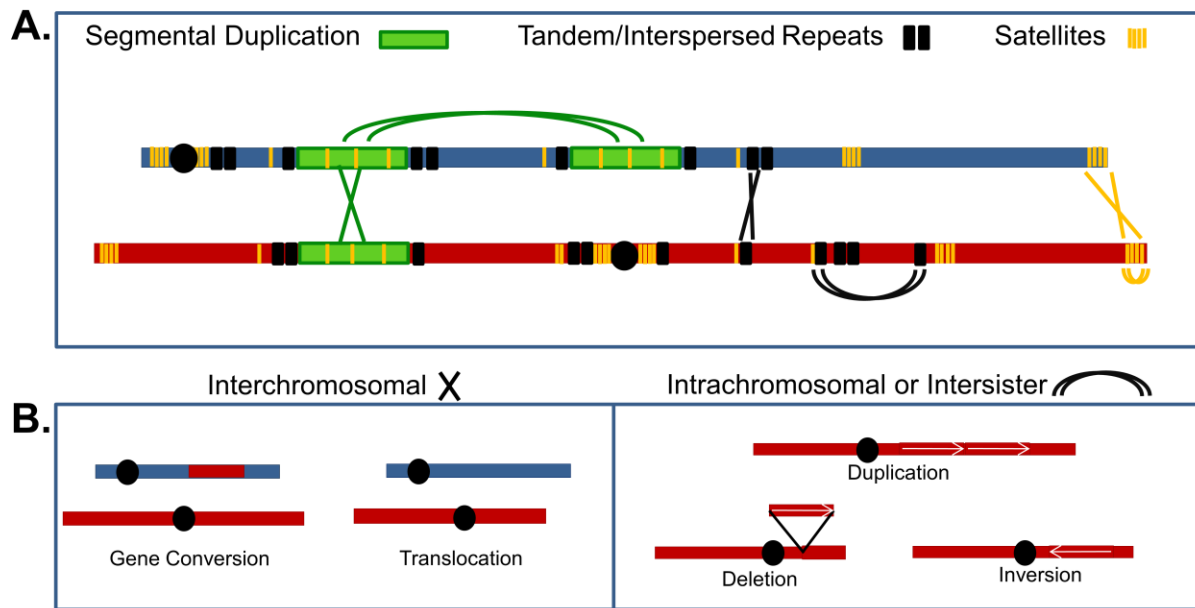 A.
Segmental Duplication
Tandem/Interspersed Repeats
Satellites
Interchromosomal
Intrachromosomal or Intersister
B.
Gene Conversion
Translocation
Duplication
Deletion
Inversion